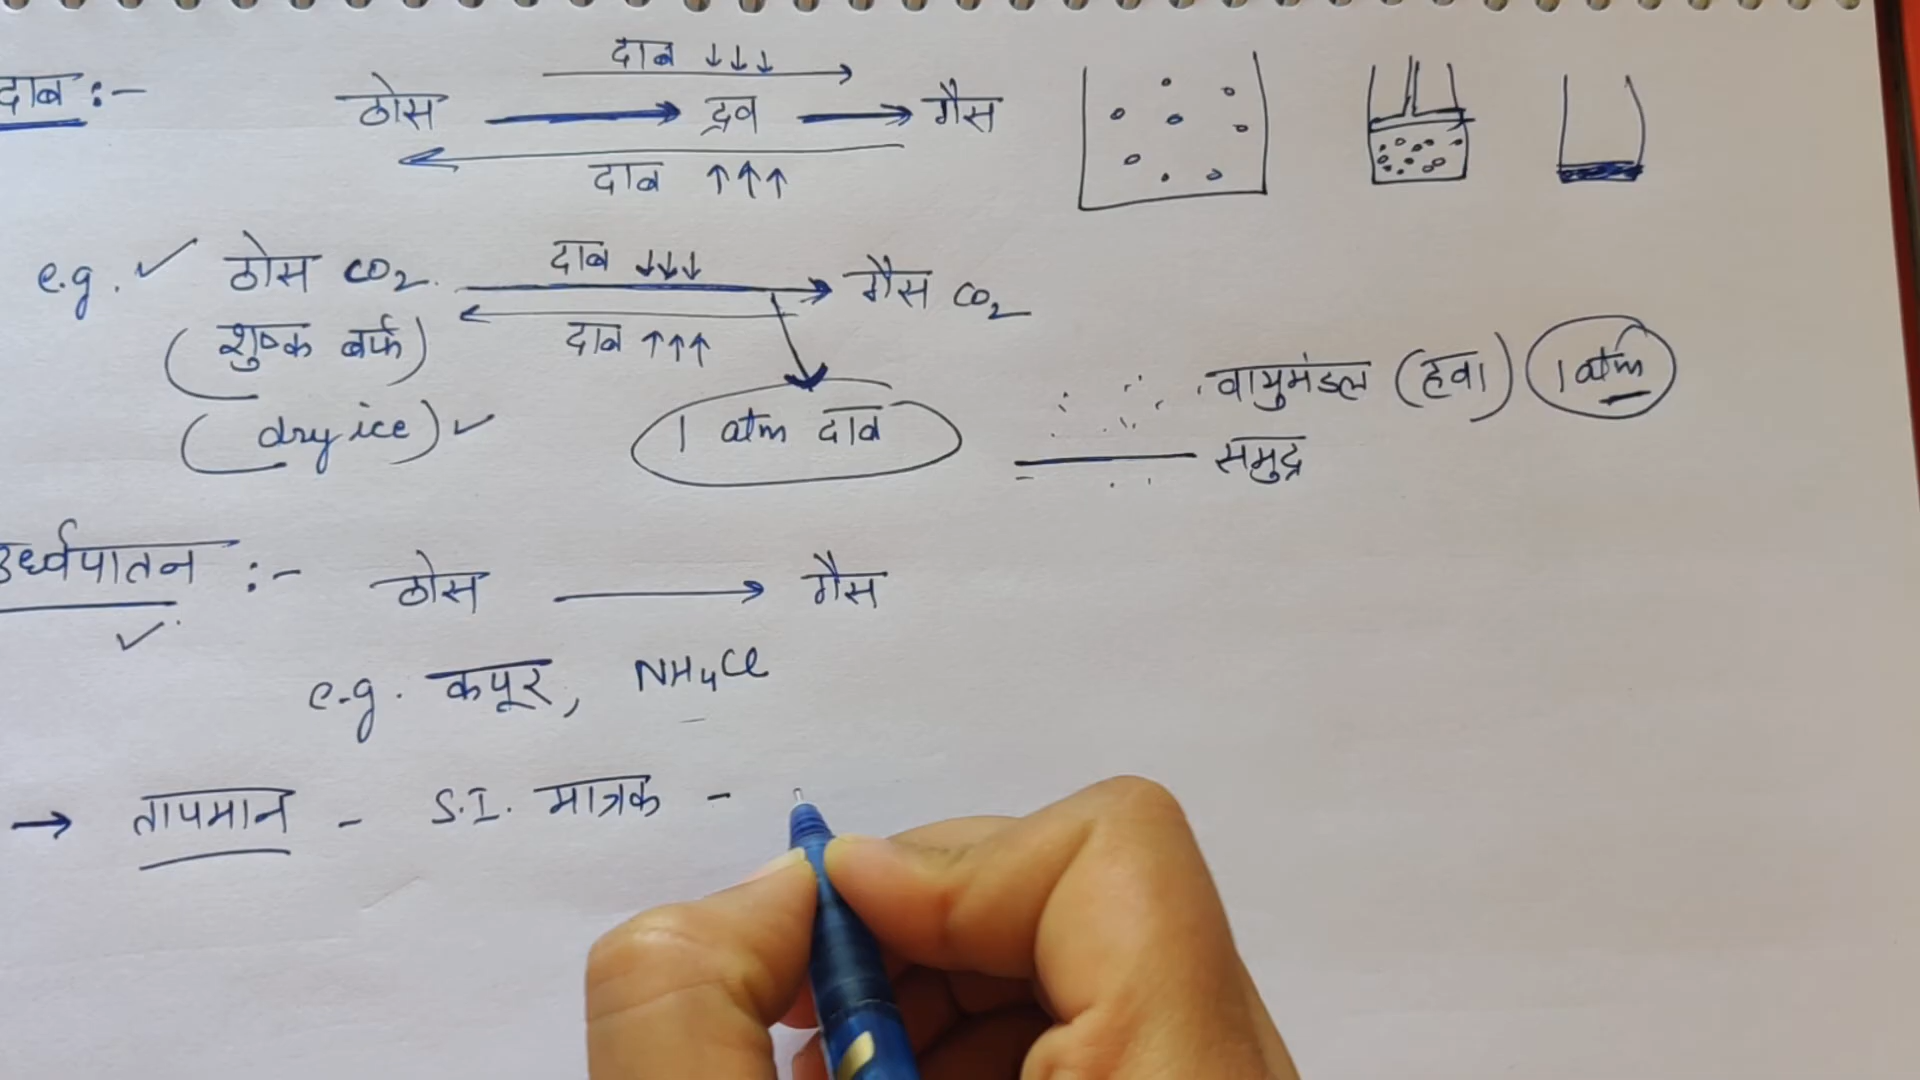 दाब :-
दाब ↓↓↓
ठोस → द्रव → गैस
दाब ↑↑↑
e.g. ✓ ठोस CO2 दाब ↓↓↓ गैस CO2
(शुष्क बर्फ) दाब ↑↑↑
(dry ice) ✓ 1 atm दाब
वायुमंडल (हवा) 1 atm
समुद्र
उर्ध्वपातन :- ठोस → गैस
e.g. कपूर, NH4Cl
→ तापमान - S.I. मात्रक -